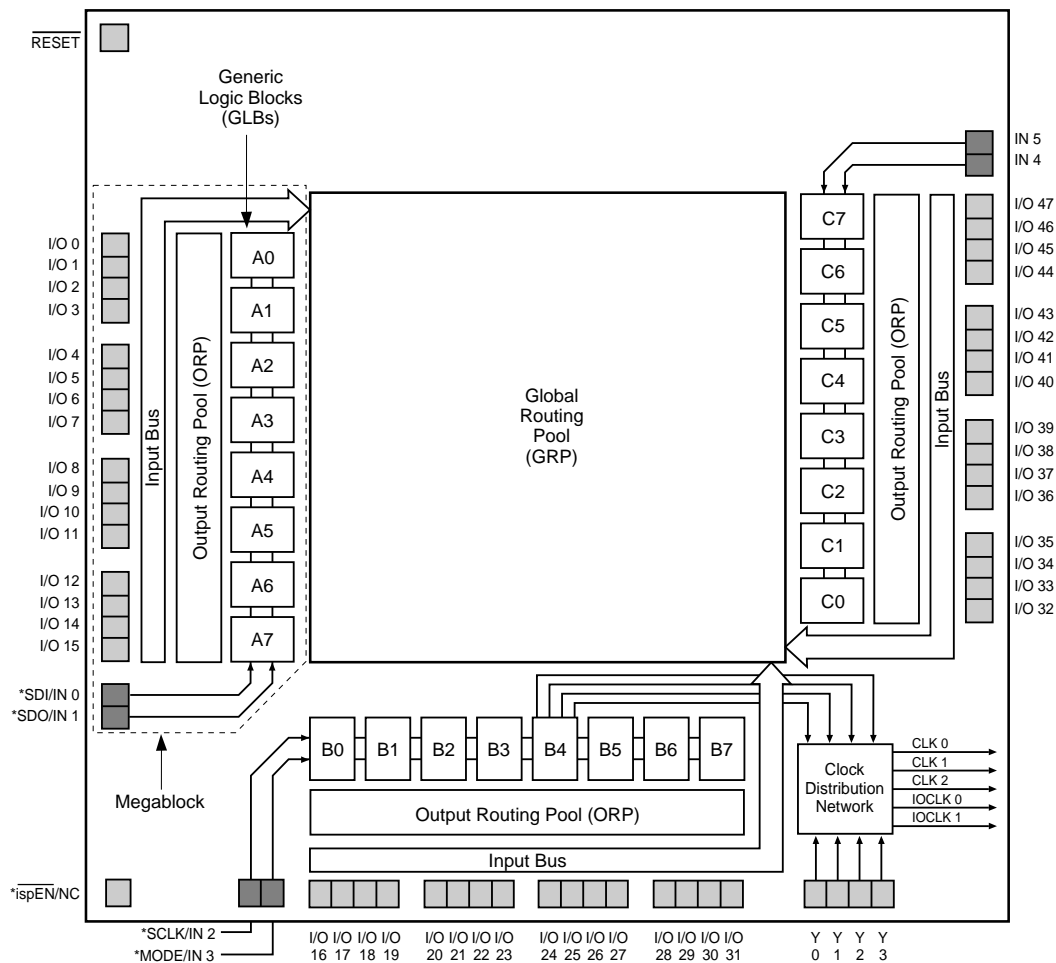 RESET
Generic
Logic Blocks
(GLBs)
IN 5
IN 4
I/O 0
I/O 1
I/O 2
I/O 3
I/O 4
I/O 5
I/O 6
I/O 7
I/O 8
I/O 9
I/O 10
I/O 11
I/O 12
I/O 13
I/O 14
I/O 15
*SDI/IN 0
*SDO/IN 1
Input Bus
Output Routing Pool (ORP)
A0
A1
A2
A3
A4
A5
A6
A7
Global
Routing
Pool
(GRP)
C7
C6
C5
C4
C3
C2
C1
C0
Output Routing Pool (ORP)
Input Bus
I/O 47
I/O 46
I/O 45
I/O 44
I/O 43
I/O 42
I/O 41
I/O 40
I/O 39
I/O 38
I/O 37
I/O 36
I/O 35
I/O 34
I/O 33
I/O 32
Megablock
B0 B1 B2 B3 B4 B5 B6 B7
Output Routing Pool (ORP)
Input Bus
Clock
Distribution
Network
CLK 0
CLK 1
CLK 2
IOCLK 0
IOCLK 1
*ispEN/NC
*SCLK/IN 2
*MODE/IN 3
I/O I/O I/O I/O I/O I/O I/O I/O I/O I/O I/O I/O I/O I/O I/O I/O Y Y Y Y
16 17 18 19 20 21 22 23 24 25 26 27 28 29 30 31 0 1 2 3